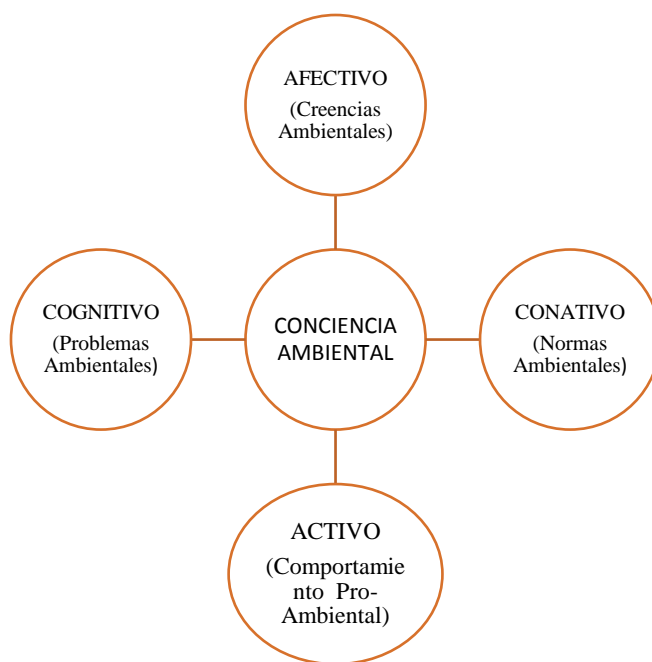 AFECTIVO
(Creencias
Ambientales)
COGNITIVO
(Problemas
Ambientales)
CONCIENCIA
AMBIENTAL
CONATIVO
(Normas
Ambientales)
ACTIVO
(Comportamie
nto Pro-
Ambiental)